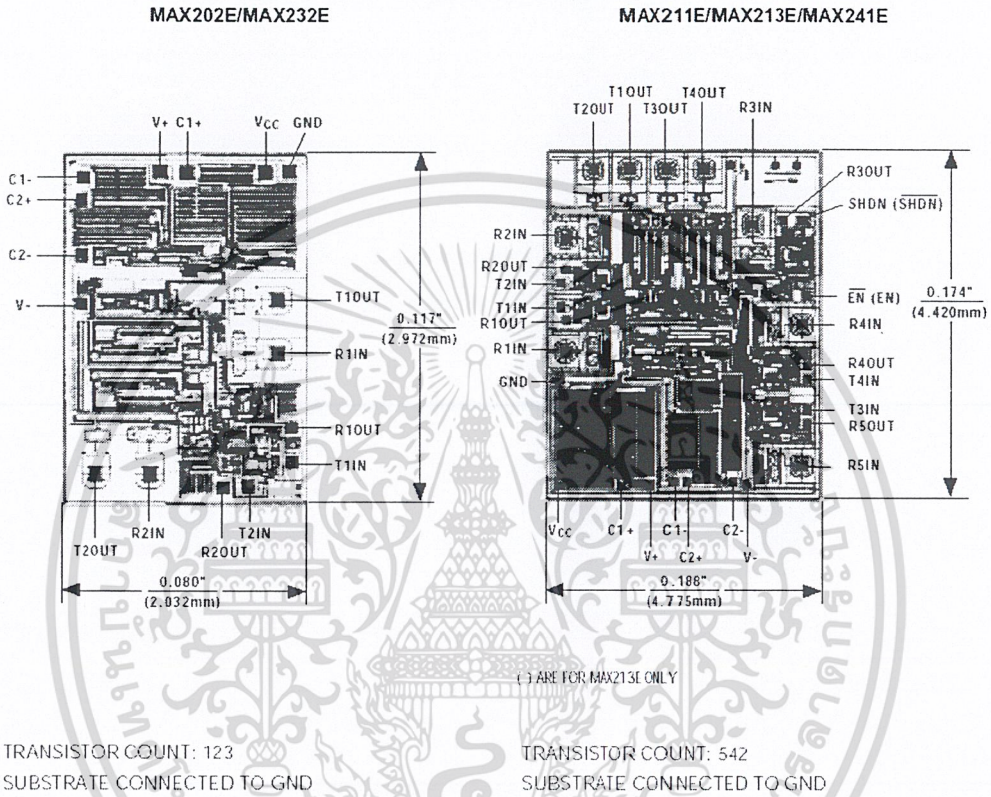 MAX202E/MAX232E
V+ C1+ VCC GND
C1-
C2+
C2-
V-
T1OUT
R1IN
R1OUT
T1IN
T2OUT
R2IN
R2OUT
T2IN
0.117"
(2.972mm)
0.080"
(2.032mm)
TRANSISTOR COUNT: 123
SUBSTRATE CONNECTED TO GND
MAX211E/MAX213E/MAX241E
T1OUT T4OUT
T2OUT T3OUT R3IN
R3OUT
SHDN (SHDN)
R2IN
R2OUT
T2IN
T1IN
R1OUT
R1IN
GND
EN (EN)
R4IN
R4OUT
T4IN
T3IN
R5OUT
R5IN
VCC C1+ C1- C2-
V+ C2+ V-
0.174"
(4.420mm)
0.188"
(4.775mm)
( ) ARE FOR MAX213E ONLY
TRANSISTOR COUNT: 542
SUBSTRATE CONNECTED TO GND